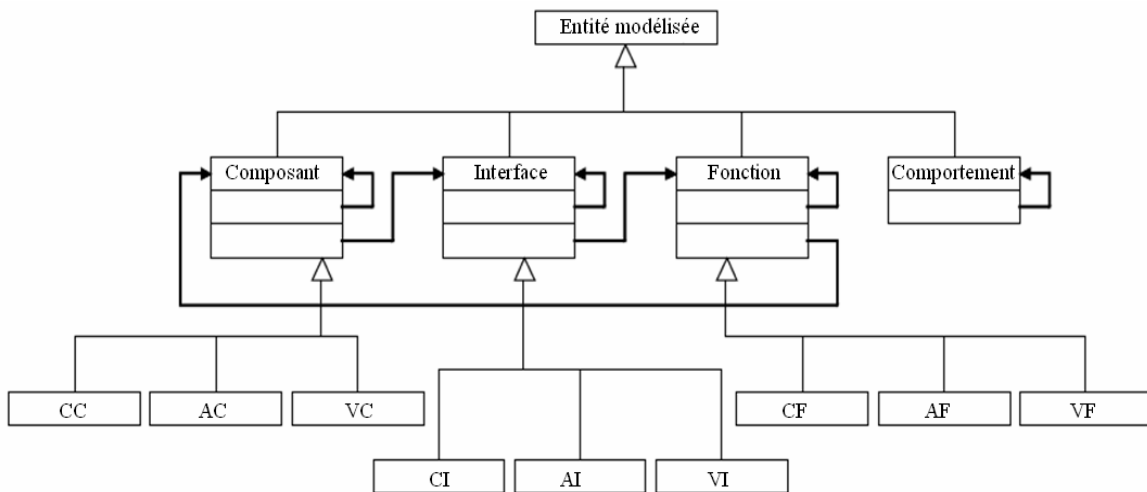 Entité modélisée
Composant
Interface
Fonction
Comportement
CC
AC
VC
CF
AF
VF
CI
AI
VI